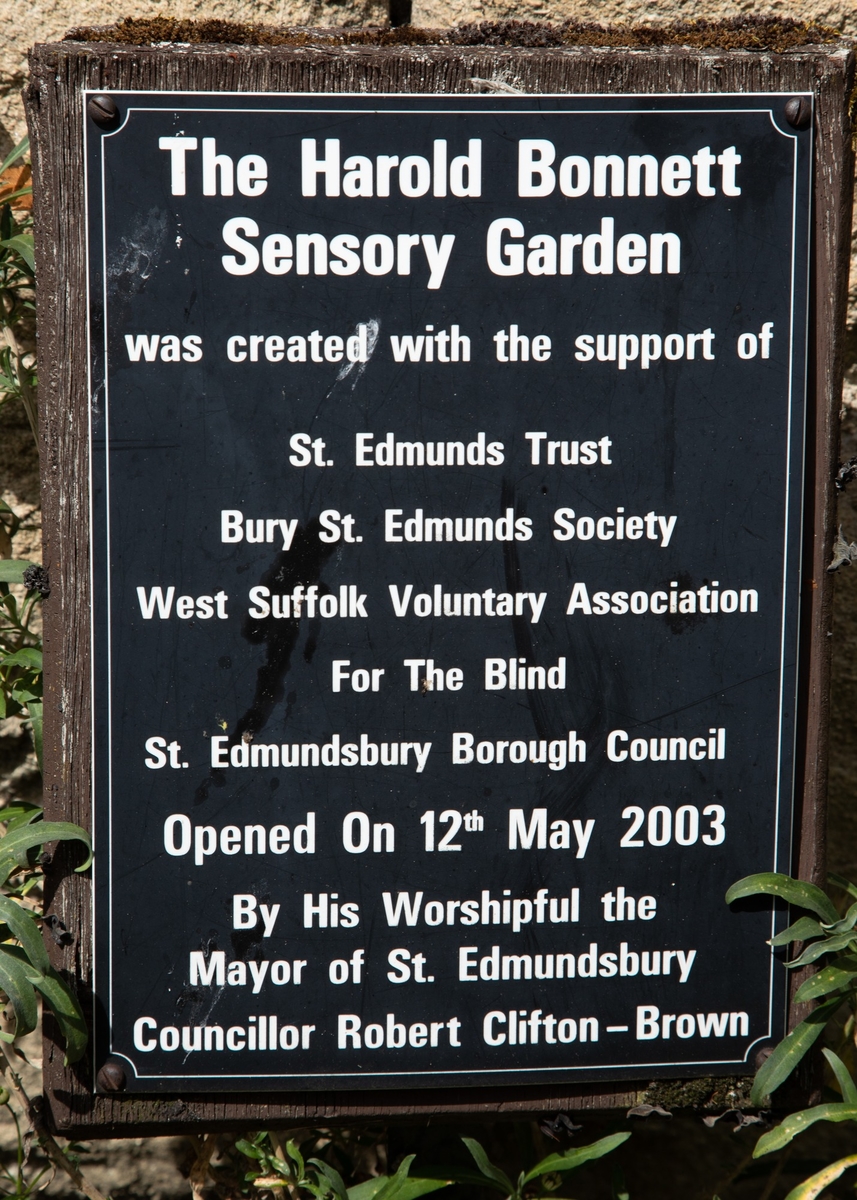 The Harold Bonnett
Sensory Garden
was created with the support of
St. Edmunds Trust
Bury St. Edmunds Society
West Suffolk Voluntary Association
For The Blind
St. Edmundsbury Borough Council
Opened On 12th May 2003
By His Worshipful the
Mayor of St. Edmundsbury
Councillor Robert Clifton – Brown